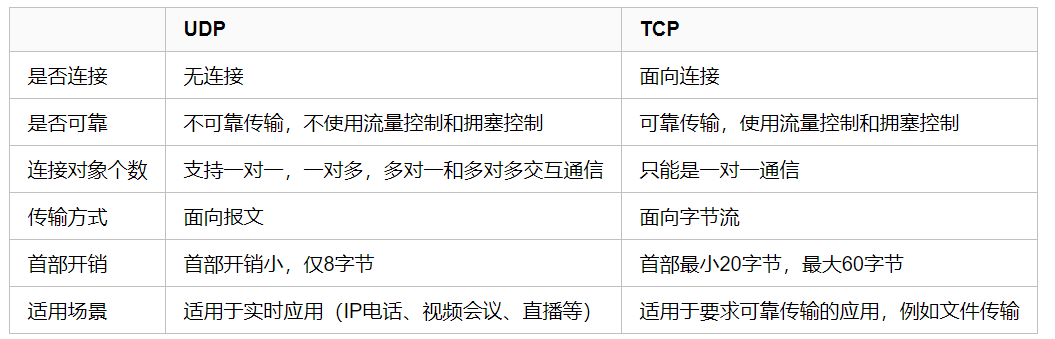 UDP TCP
是否连接 无连接 面向连接
是否可靠 不可靠传输，不使用流量控制和拥塞控制 可靠传输，使用流量控制和拥塞控制
连接对象个数 支持一对一，一对多，多对一和多对多交互通信 只能是一对一通信
传输方式 面向报文 面向字节流
首部开销 首部开销小，仅8字节 首部最小20字节，最大60字节
适用场景 适用于实时应用（IP电话、视频会议、直播等） 适用于要求可靠传输的应用，例如文件传输